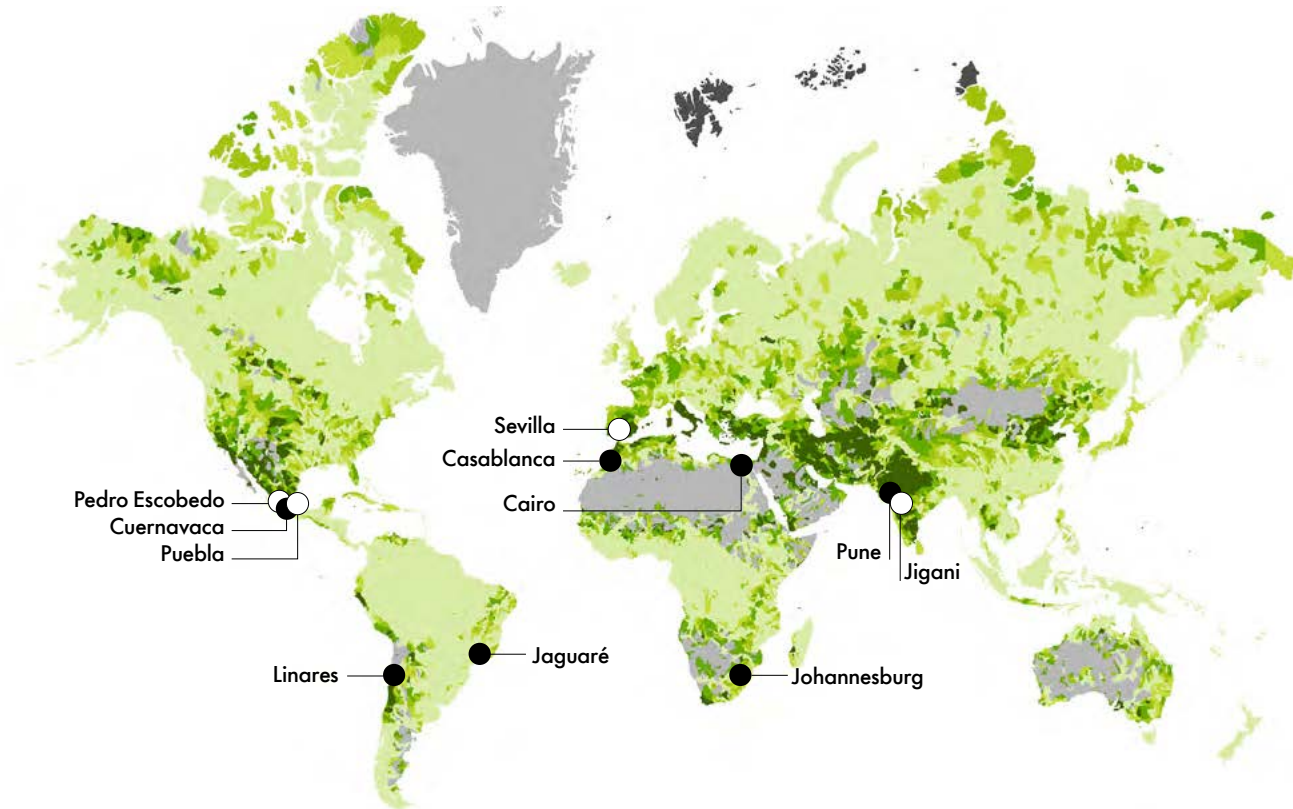 Sevilla
Casablanca
Cairo
Pedro Escobedo
Cuernavaca
Puebla
Pune
Jigani
Linares
Jaguaré
Johannesburg